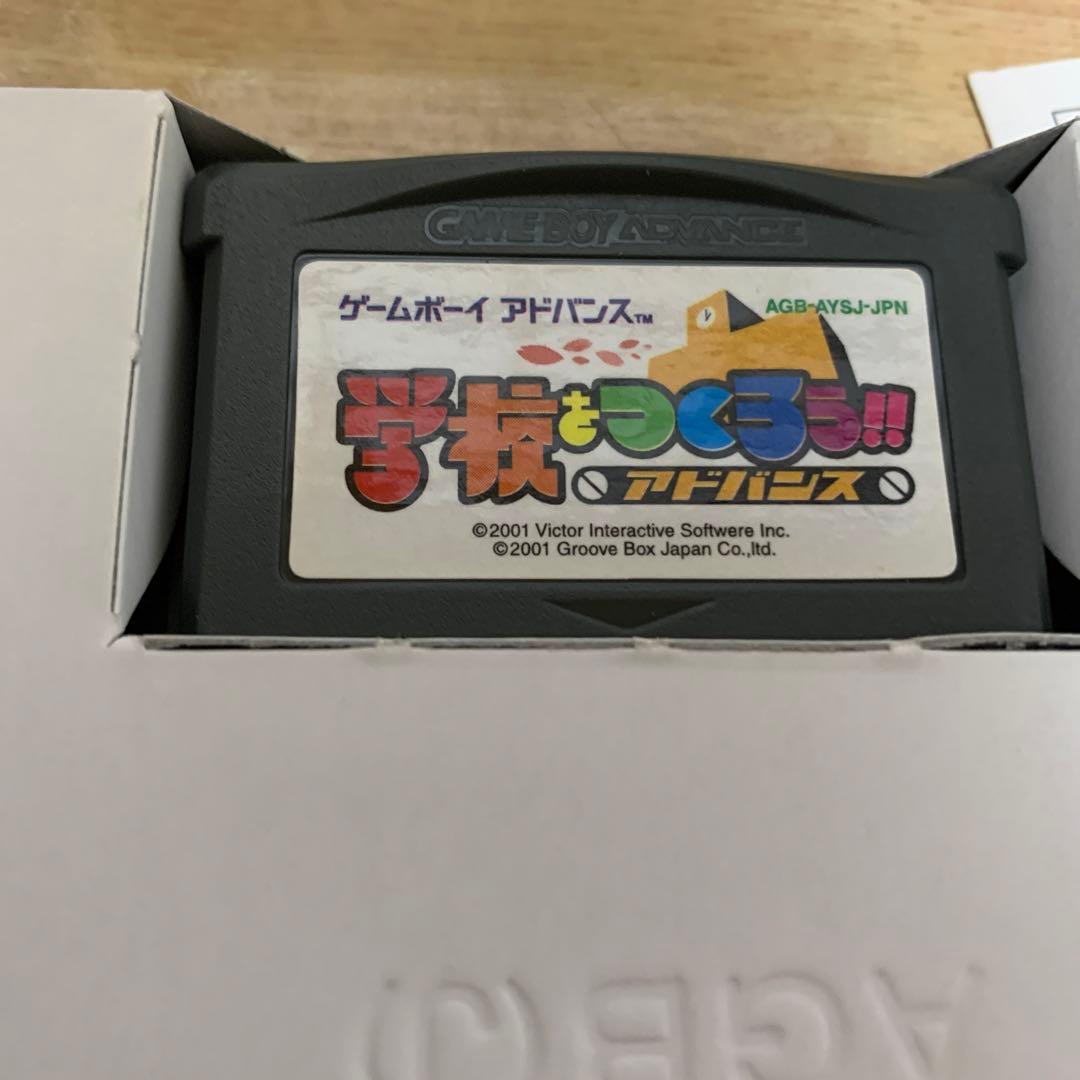 GAME BOY ADVANCE
ゲームボーイ アドバンス™
AGB-AYSJ-JPN
学校をつくろう!!
アドバンス
©2001 Victor Interactive Softwere Inc.
©2001 Groove Box Japan Co.,ltd.
AGB(J)